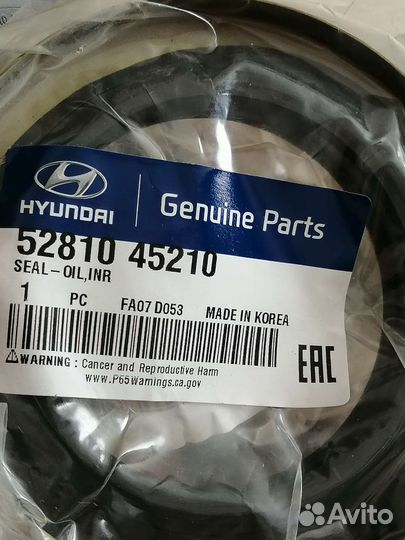 HYUNDAI
Genuine Parts
52810 45210
SEAL-OIL,INR
1 PC FA07 D053 MADE IN KOREA
WARNING : Cancer and Reproductive Harm
www.P65Warnings.ca.gov
EAC
Avito